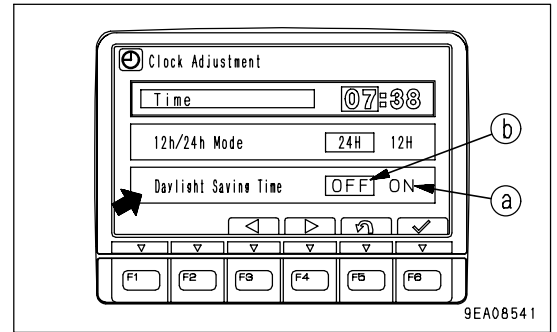 Clock Adjustment
Time 07:38
12h/24h Mode 24H 12H
b
Daylight Saving Time OFF ON
a
F1 F2 F3 F4 F5 F6
9EA08541